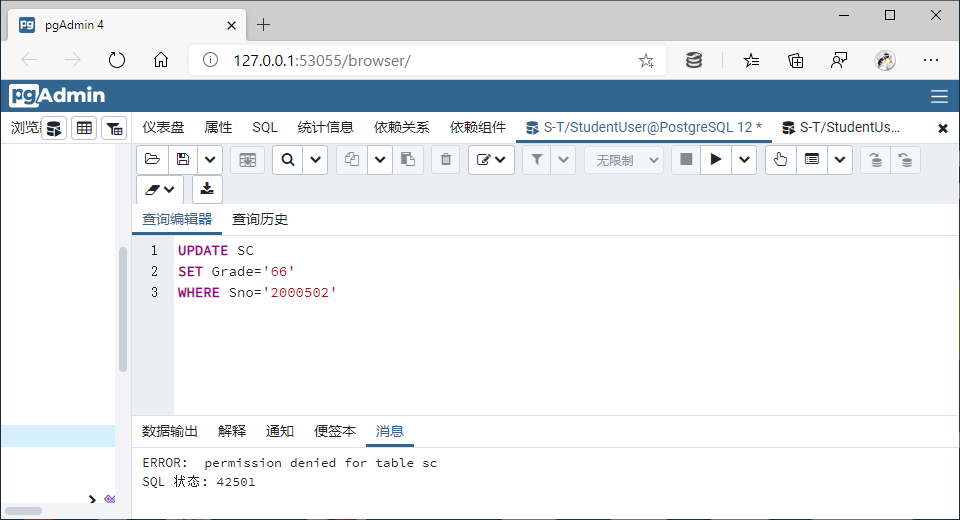 pgAdmin 4
127.0.0.1:53055/browser/
pgAdmin
浏览 仪表盘 属性 SQL 统计信息 依赖关系 依赖组件 S-T/StudentUser@PostgreSQL 12 * S-T/StudentUs...
无限制
查询编辑器 查询历史
1 UPDATE SC
2 SET Grade='66'
3 WHERE Sno='2000502'
数据输出 解释 通知 便签本 消息
ERROR:  permission denied for table sc
SQL 状态: 42501